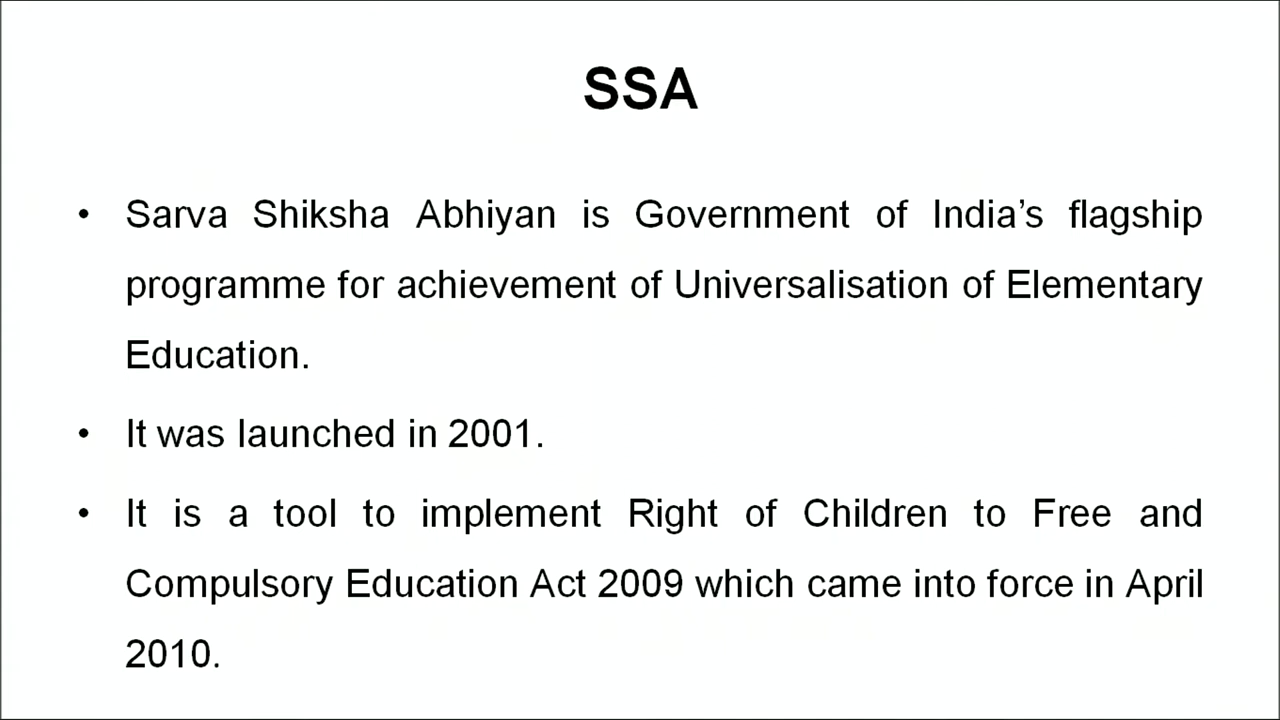 SSA
• Sarva Shiksha Abhiyan is Government of India’s flagship
programme for achievement of Universalisation of Elementary
Education.
• It was launched in 2001.
• It is a tool to implement Right of Children to Free and
Compulsory Education Act 2009 which came into force in April
2010.